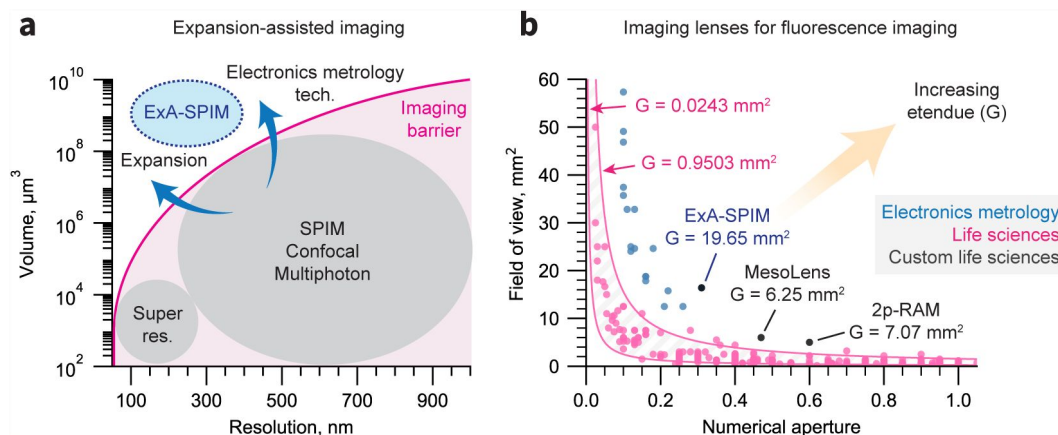 a
Expansion-assisted imaging
10¹⁰
10⁸
10⁶
10⁴
10²
Volume, µm³
ExA-SPIM
Electronics metrology
tech.
Imaging
barrier
Expansion
SPIM
Confocal
Multiphoton
Super
res.
100
300
500
700
900
Resolution, nm
b
Imaging lenses for fluorescence imaging
60
50
40
30
20
10
0
Field of view, mm²
G = 0.0243 mm²
G = 0.9503 mm²
Increasing
etendue (G)
ExA-SPIM
G = 19.65 mm²
Electronics metrology
Life sciences
Custom life sciences
MesoLens
G = 6.25 mm²
2p-RAM
G = 7.07 mm²
0.0
0.2
0.4
0.6
0.8
1.0
Numerical aperture